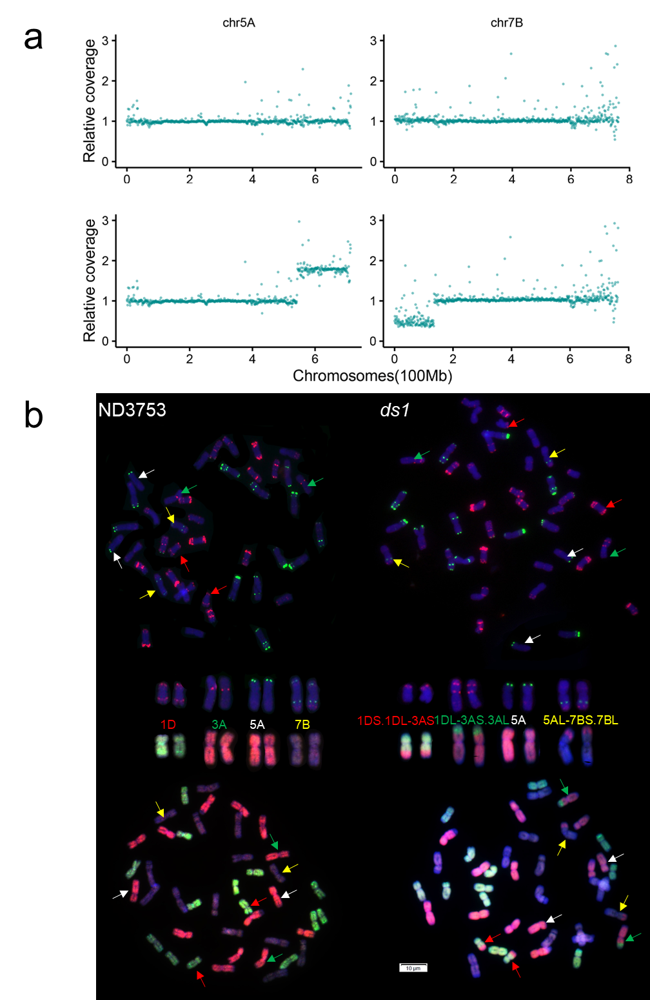 a
chr5A
chr7B
Relative coverage
3
2
1
0
0 2 4 6
3
2
1
0
0 2 4 6 8
Relative coverage
3
2
1
0
0 2 4 6
3
2
1
0
0 2 4 6 8
Chromosomes(100Mb)
b
ND3753
ds1
1D 3A 5A 7B
1DS.1DL-3AS 1DL-3AS.3AL 5A 5AL-7BS.7BL
10 µm